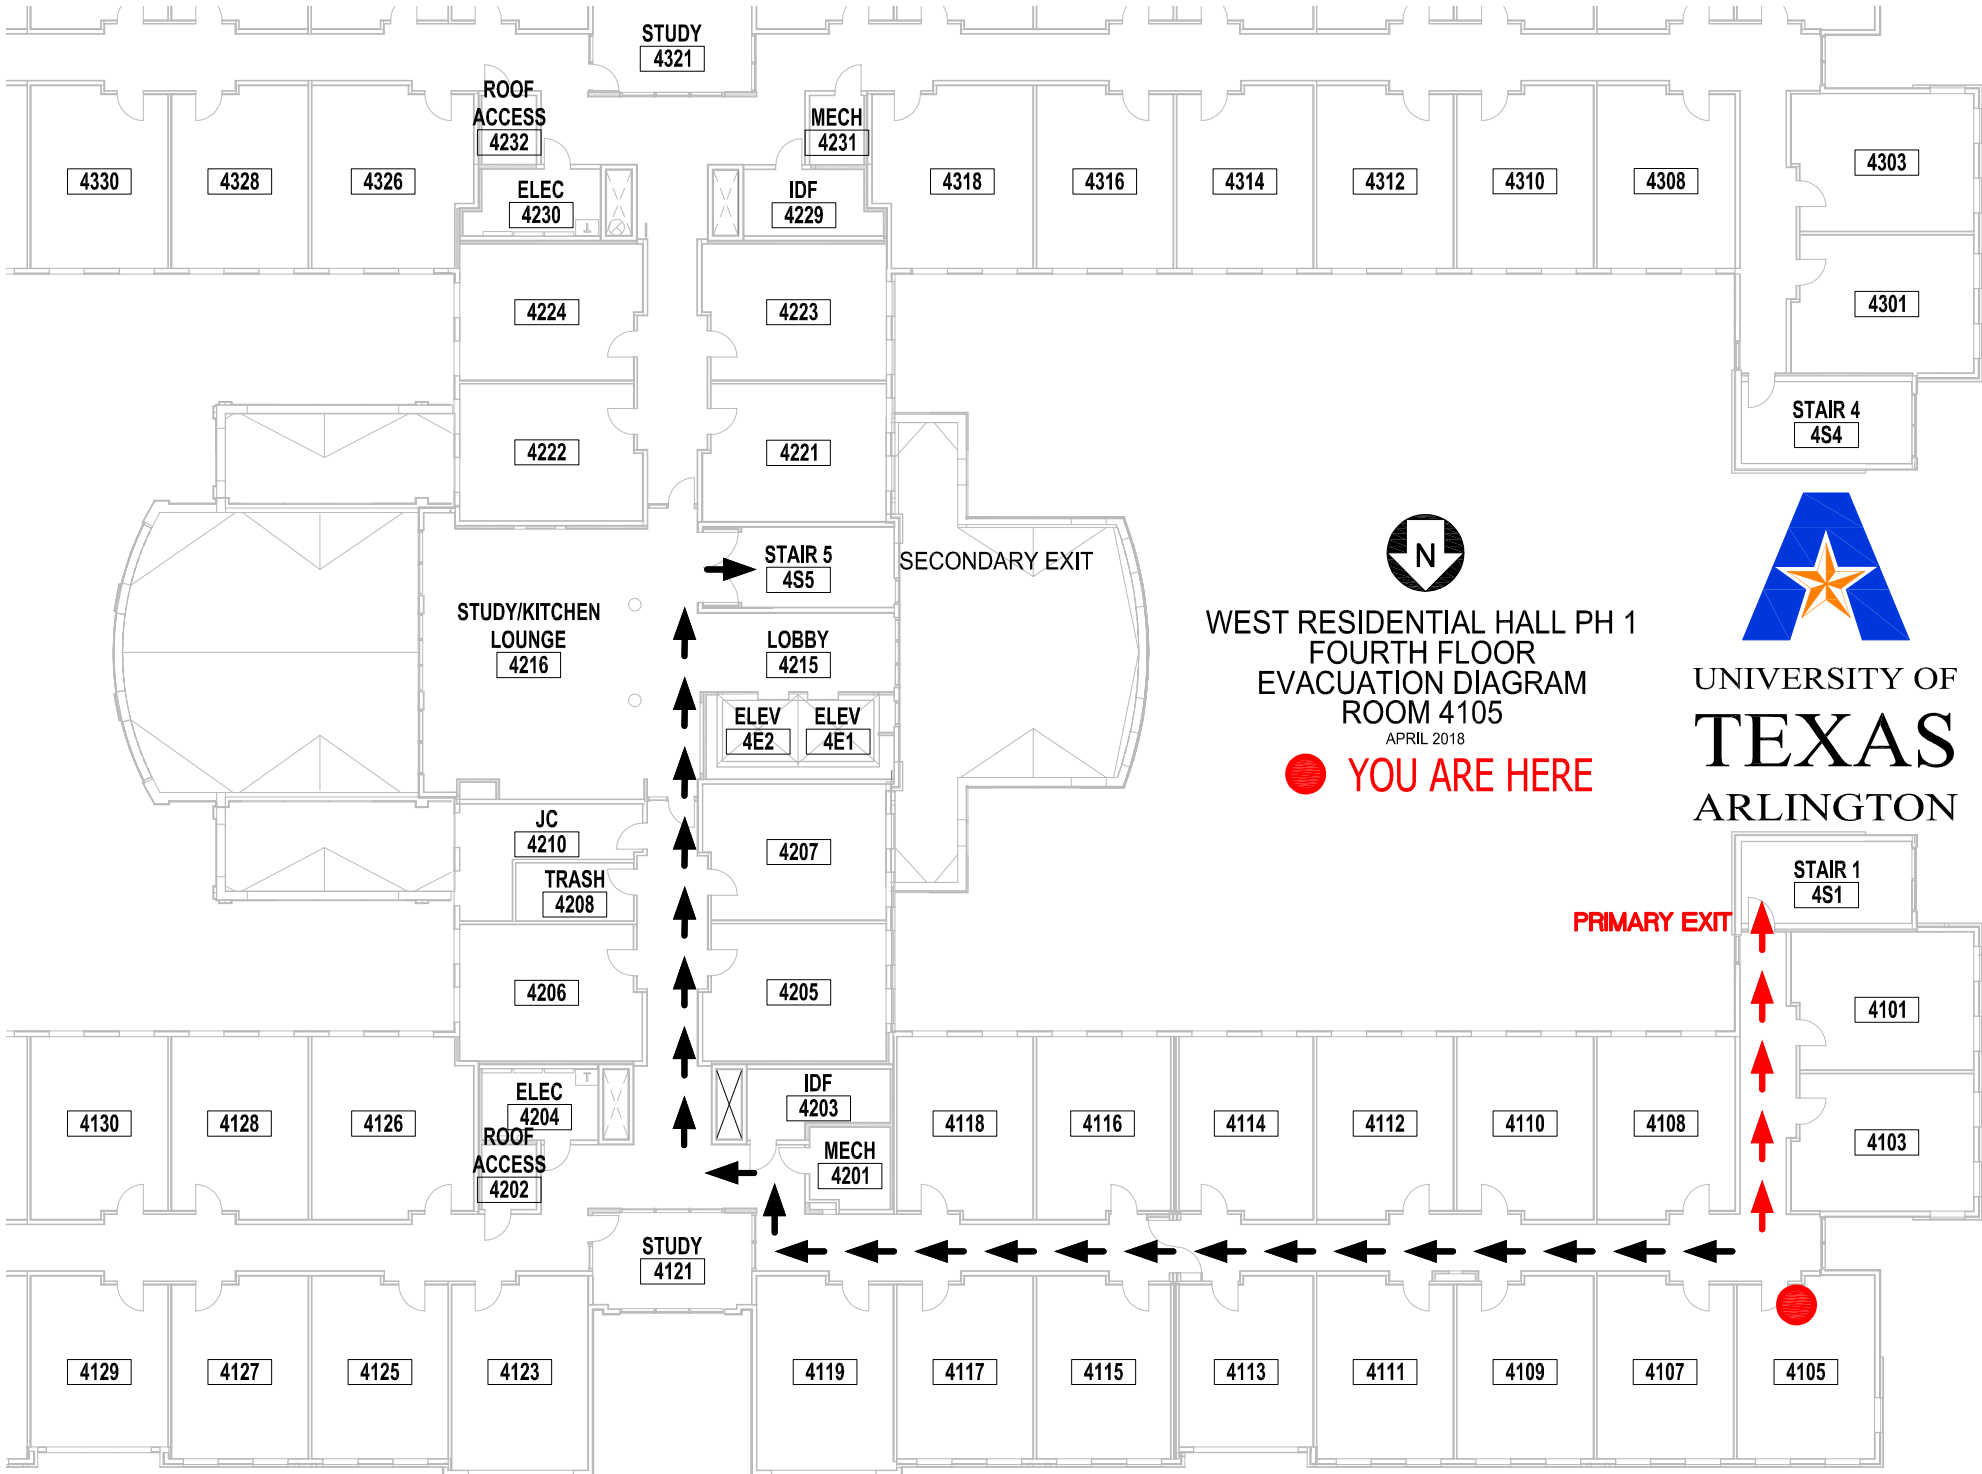 STUDY
4321
ROOF
ACCESS
4232
MECH
4231
4330
4328
4326
ELEC
4230
IDF
4229
4318
4316
4314
4312
4310
4308
4303
4301
4224
4223
4222
4221
STAIR 4
4S4
STAIR 5
4S5
SECONDARY EXIT
STUDY/KITCHEN
LOUNGE
4216
LOBBY
4215
ELEV
4E2
ELEV
4E1
N
WEST RESIDENTIAL HALL PH 1
FOURTH FLOOR
EVACUATION DIAGRAM
ROOM 4105
APRIL 2018
YOU ARE HERE
UNIVERSITY OF
TEXAS
ARLINGTON
JC
4210
TRASH
4208
4207
STAIR 1
4S1
PRIMARY EXIT
4206
4205
4101
4103
ELEC
4204
T
ROOF
ACCESS
4202
IDF
4203
MECH
4201
4130
4128
4126
4118
4116
4114
4112
4110
4108
STUDY
4121
4129
4127
4125
4123
4119
4117
4115
4113
4111
4109
4107
4105